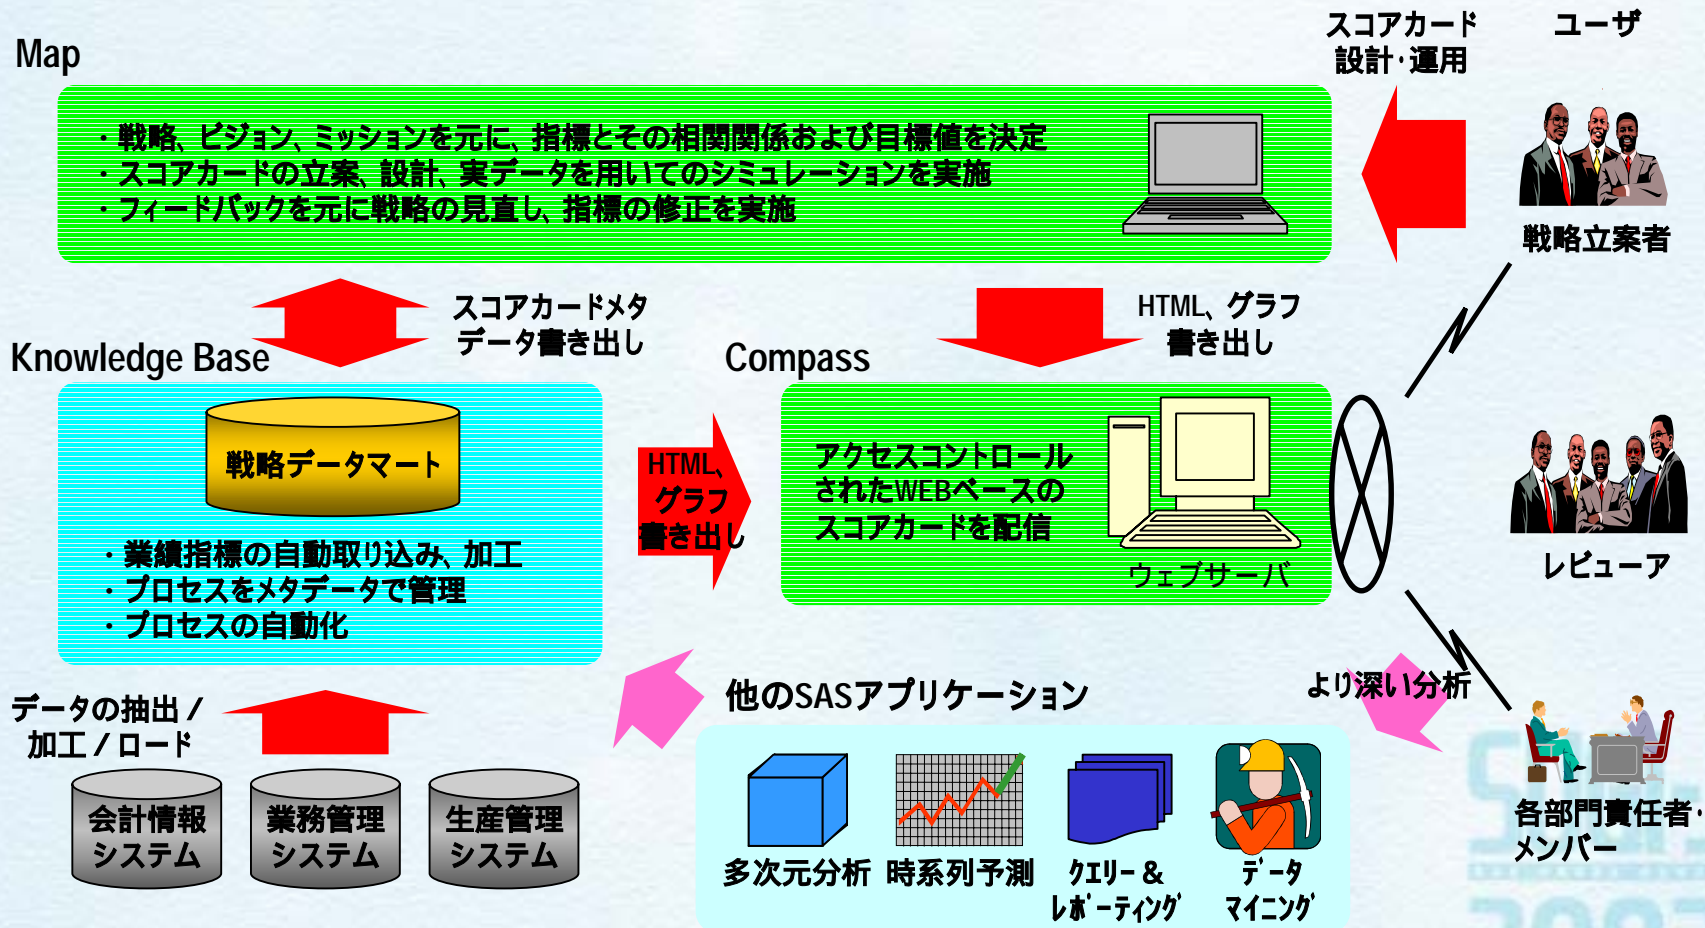 Map
スコアカード
設計・運用
ユーザ
・戦略、ビジョン、ミッションを元に、指標とその相関関係および目標値を決定
・スコアカードの立案、設計、実データを用いてのシミュレーションを実施
・フィードバックを元に戦略の見直し、指標の修正を実施
戦略立案者
スコアカードメタ
データ書き出し
HTML、グラフ
書き出し
Knowledge Base
Compass
戦略データマート
・業績指標の自動取り込み、加工
・プロセスをメタデータで管理
・プロセスの自動化
HTML、
グラフ
書き出し
アクセスコントロール
されたWEBベースの
スコアカードを配信
ウェブサーバ
レビューア
データの抽出/
加工/ロード
他のSASアプリケーション
より深い分析
会計情報
システム
業務管理
システム
生産管理
システム
多次元分析
時系列予測
クエリー&
レポーティング
データ
マイニング
各部門責任者・
メンバー